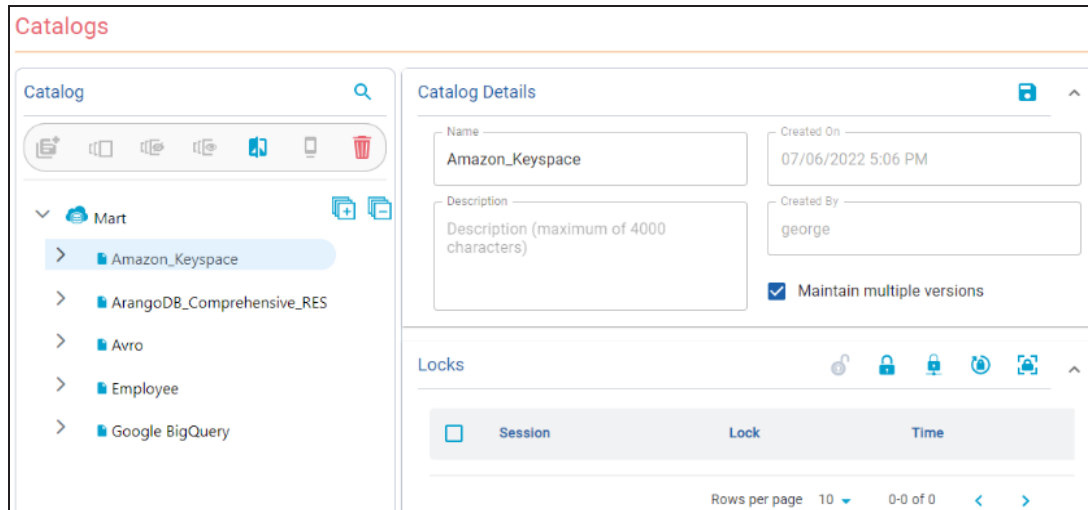 Catalogs
Catalog
Mart
Amazon_Keyspace
ArangoDB_Comprehensive_RES
Avro
Employee
Google BigQuery
Catalog Details
Name
Amazon_Keyspace
Created On
07/06/2022 5:06 PM
Description
Description (maximum of 4000
characters)
Created By
george
Maintain multiple versions
Locks
Session Lock Time
Rows per page 10 0-0 of 0